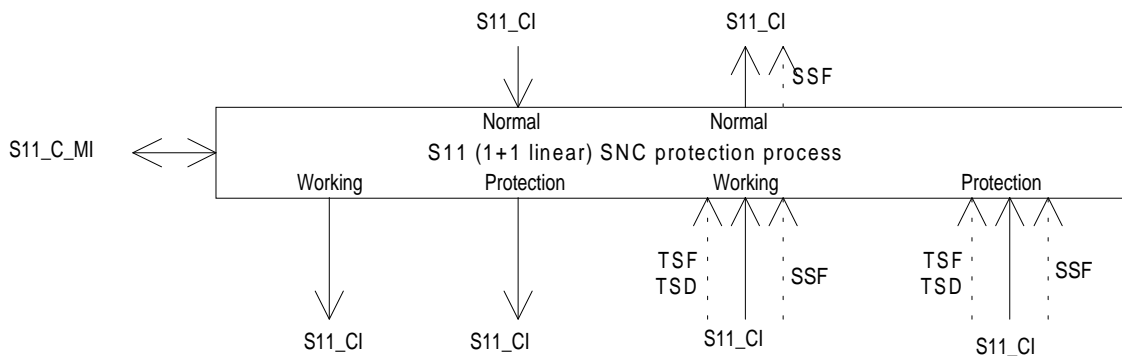 S11_CI S11_CI
SSF
Normal Normal
S11_C_MI
S11 (1+1 linear) SNC protection process
Working Protection Working Protection
TSF SSF TSF SSF
TSD TSD
S11_CI S11_CI S11_CI S11_CI